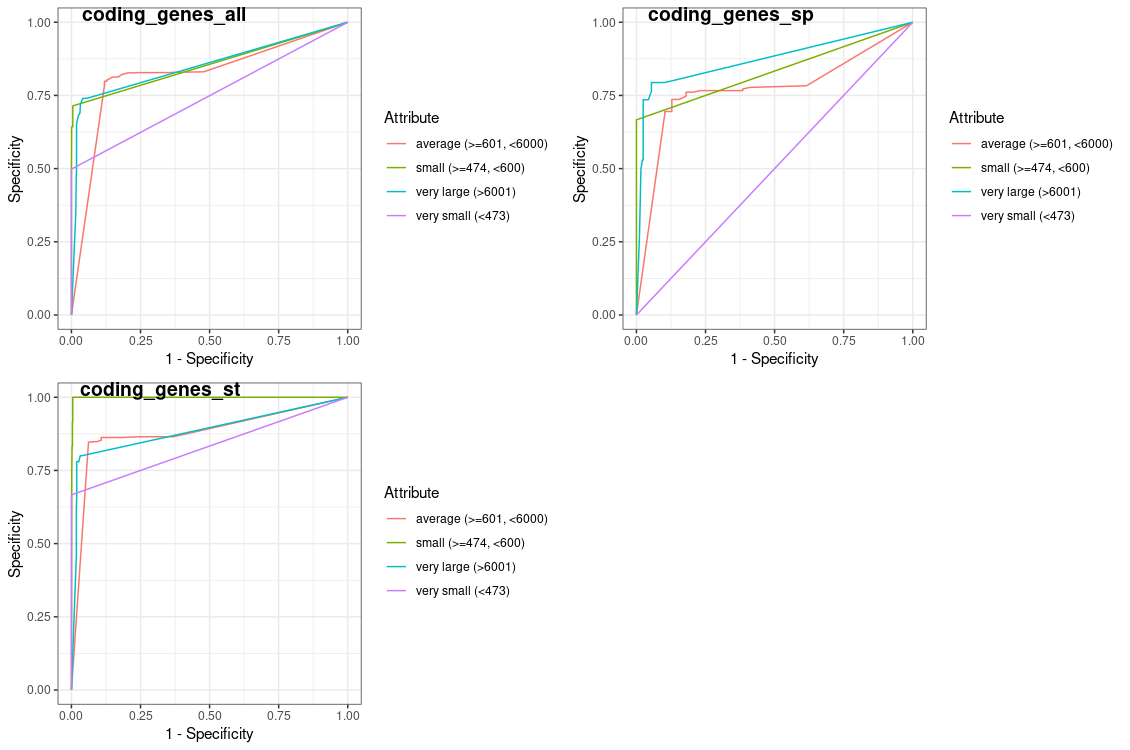 coding_genes_all
1.00
0.75
0.50
0.25
0.00
Specificity
0.00 0.25 0.50 0.75 1.00
1 - Specificity
Attribute
average (>=601, <6000)
small (>=474, <600)
very large (>6001)
very small (<473)
coding_genes_sp
1.00
0.75
0.50
0.25
0.00
Specificity
0.00 0.25 0.50 0.75 1.00
1 - Specificity
Attribute
average (>=601, <6000)
small (>=474, <600)
very large (>6001)
very small (<473)
coding_genes_st
1.00
0.75
0.50
0.25
0.00
Specificity
0.00 0.25 0.50 0.75 1.00
1 - Specificity
Attribute
average (>=601, <6000)
small (>=474, <600)
very large (>6001)
very small (<473)